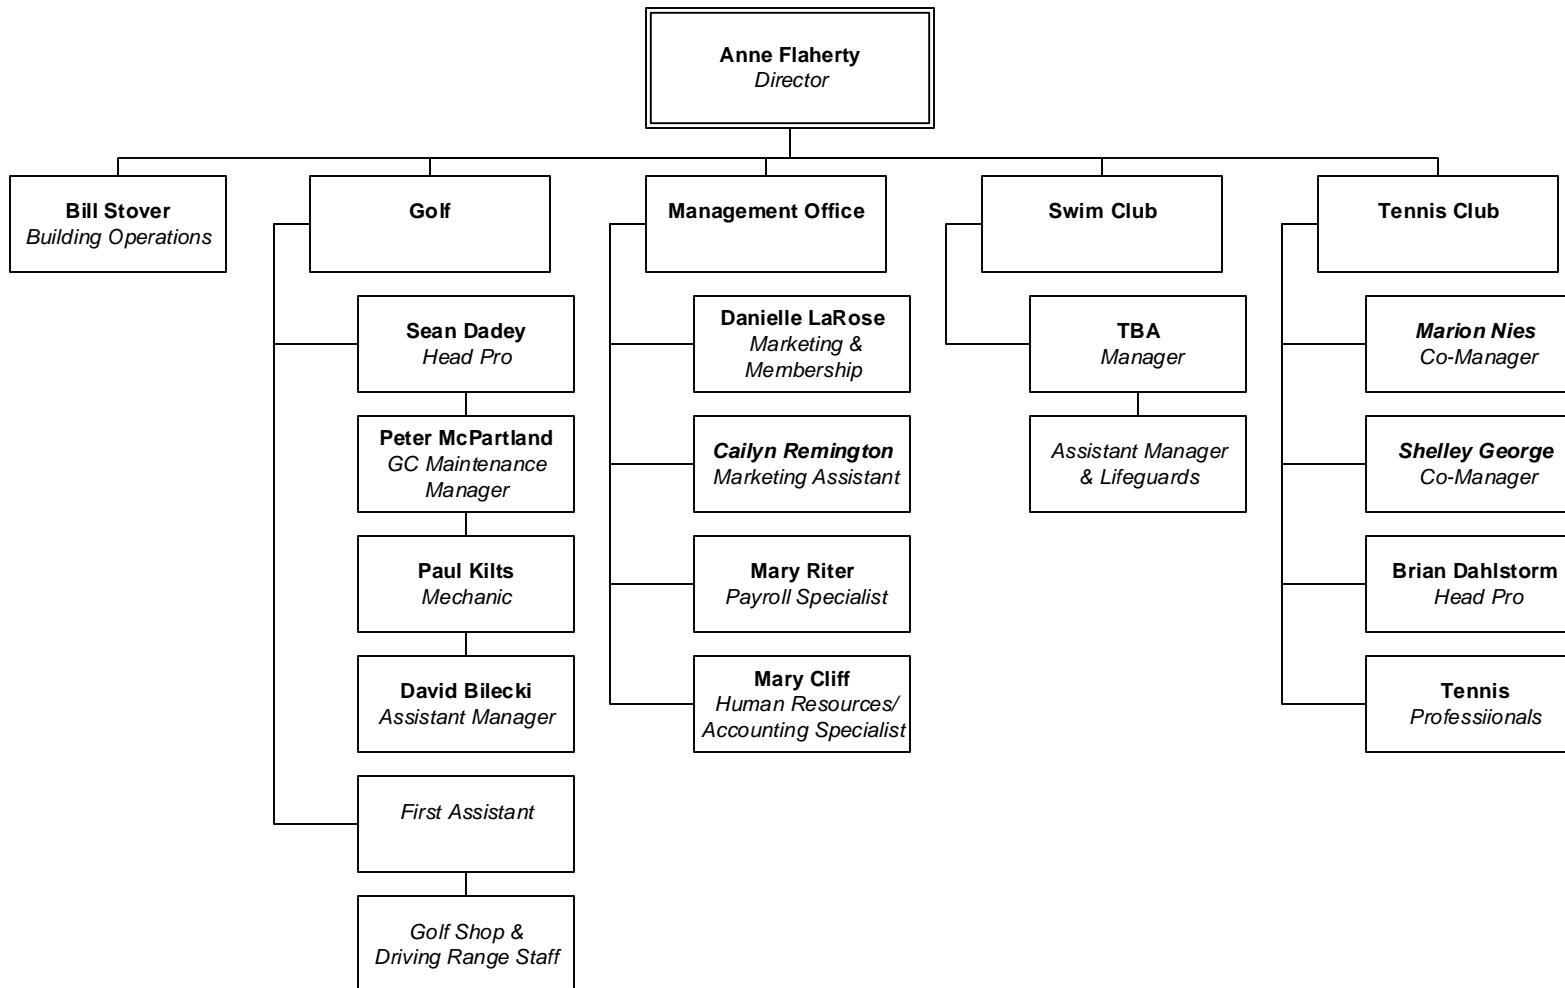 Anne Flaherty
Director
Bill Stover
Building Operations
Golf
Sean Dadey
Head Pro
Peter McPartland
GC Maintenance
Manager
Paul Kilts
Mechanic
David Bilecki
Assistant Manager
First Assistant
Golf Shop &
Driving Range Staff
Management Office
Danielle LaRose
Marketing &
Membership
Cailyn Remington
Marketing Assistant
Mary Riter
Payroll Specialist
Mary Cliff
Human Resources/
Accounting Specialist
Swim Club
TBA
Manager
Assistant Manager
& Lifeguards
Tennis Club
Marion Nies
Co-Manager
Shelley George
Co-Manager
Brian Dahlstorm
Head Pro
Tennis
Professiionals